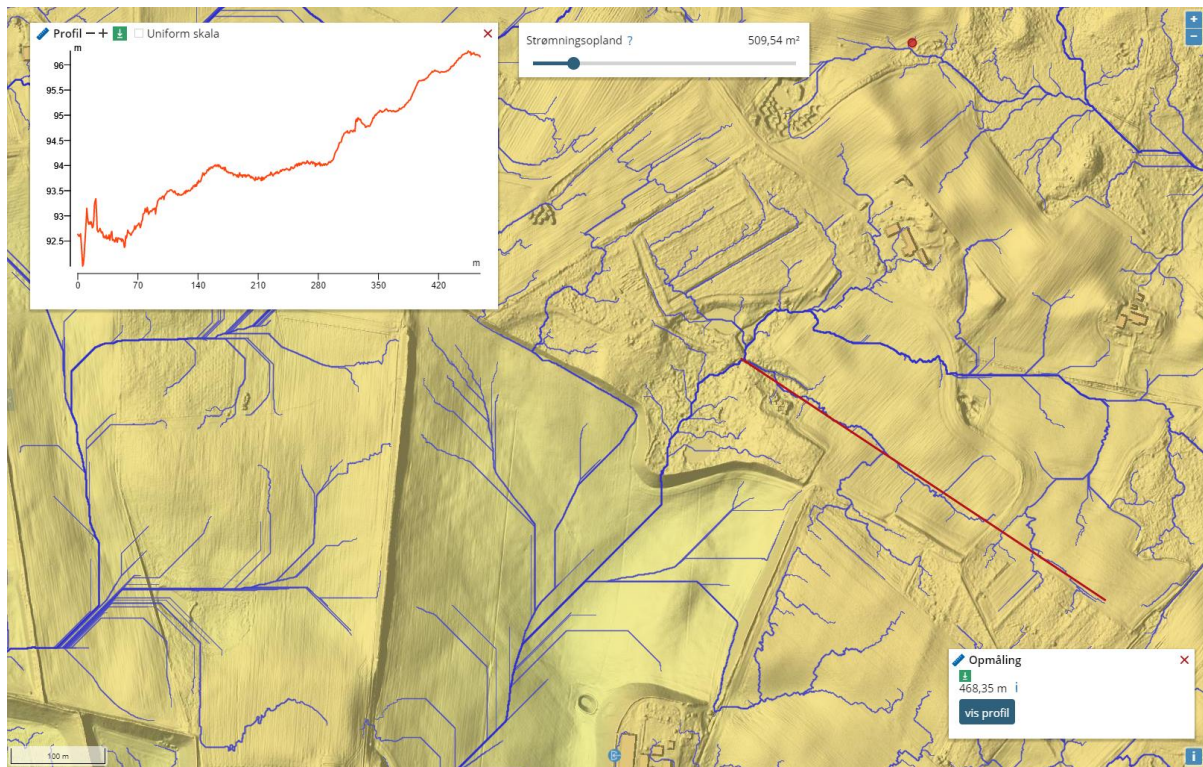 Profil − + Uniform skala ×
m
96
95.5
95
94.5
94
93.5
93
92.5
m
0 70 140 210 280 350 420
Strømningsopland ? 509,54 m²
+
−
Opmåling ×
468,35 m i
vis profil
100 m
i